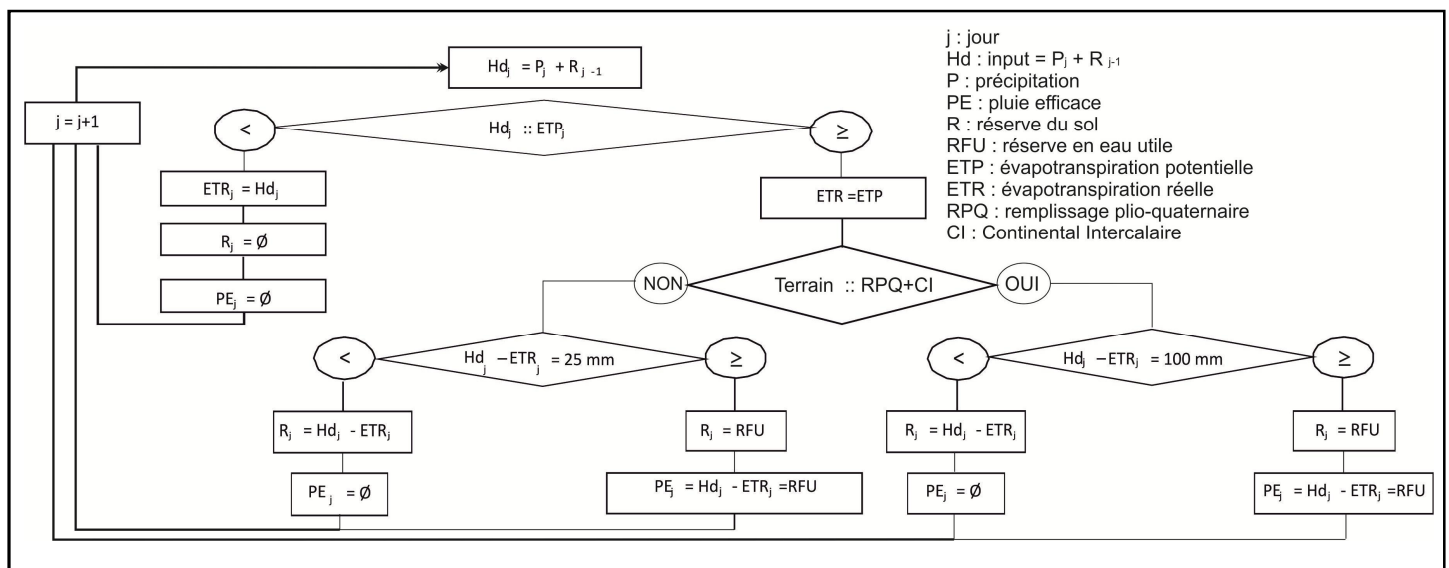 Hdj = Pj + R j -1
j = j+1
<
Hdj :: ETPj
≥
ETRj = Hdj
Rj = Ø
PEj = Ø
ETR =ETP
NON
Terrain :: RPQ+CI
OUI
<
Hdj – ETRj = 25 mm
≥
Rj = Hdj - ETRj
PE j = Ø
Rj = RFU
PEj = Hdj - ETRj =RFU
<
Hdj – ETRj = 100 mm
≥
Rj = Hdj - ETRj
PEj = Ø
Rj = RFU
PEj = Hdj - ETRj =RFU
j : jour
Hd : input = Pj + R j-1
P : précipitation
PE : pluie efficace
R : réserve du sol
RFU : réserve en eau utile
ETP : évapotranspiration potentielle
ETR : évapotranspiration réelle
RPQ : remplissage plio-quaternaire
CI : Continental Intercalaire